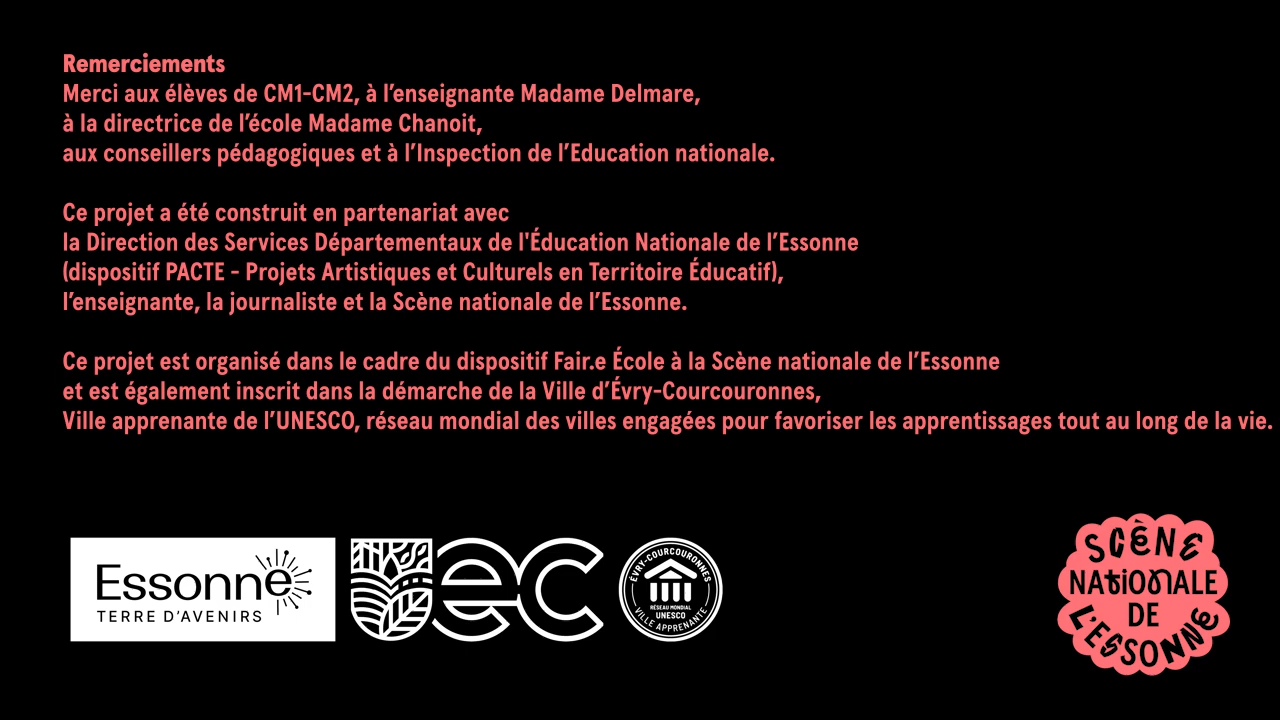 Remerciements
Merci aux élèves de CM1-CM2, à l’enseignante Madame Delmare,
à la directrice de l’école Madame Chanoit,
aux conseillers pédagogiques et à l’Inspection de l’Education nationale.
Ce projet a été construit en partenariat avec
la Direction des Services Départementaux de l'Éducation Nationale de l’Essonne
(dispositif PACTE - Projets Artistiques et Culturels en Territoire Éducatif),
l’enseignante, la journaliste et la Scène nationale de l’Essonne.
Ce projet est organisé dans le cadre du dispositif Fair.e École à la Scène nationale de l’Essonne
et est également inscrit dans la démarche de la Ville d’Évry-Courcouronnes,
Ville apprenante de l’UNESCO, réseau mondial des villes engagées pour favoriser les apprentissages tout au long de la vie.
Essonne
TERRE D’AVENIRS
ec
ÉVRY-COURCOURONNES
RÉSEAU MONDIAL
UNESCO
VILLE APPRENANTE
SCÈNE
NATIONALE
DE
L’ESSONNE